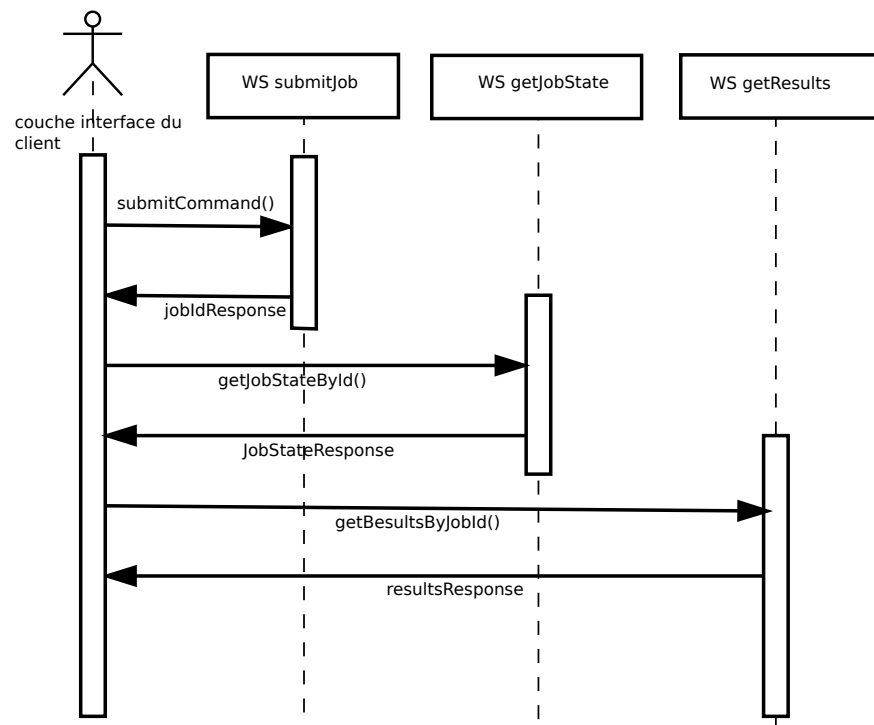 WS submitJob
WS getJobState
WS getResults
couche interface du
client
submitCommand()
jobIdResponse
getJobStateById()
JobStateResponse
getBesultsByJobId()
resultsResponse